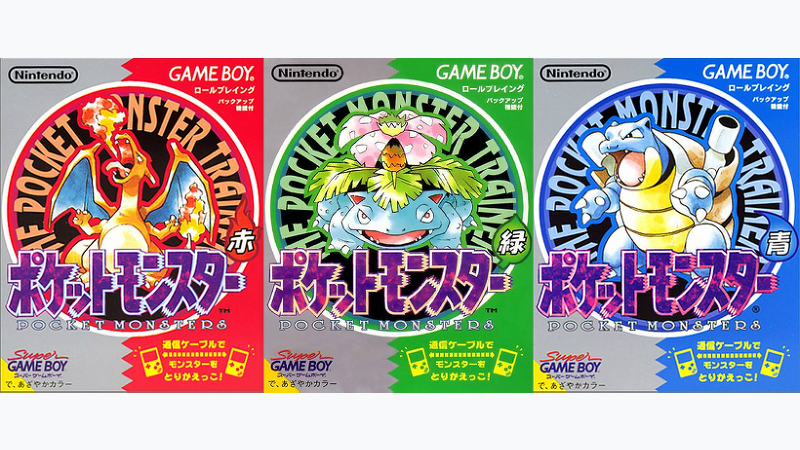 Nintendo
GAME BOY
ロールプレイング
バックアップ
機能付
THE POCKET MONSTER TRAINER
赤
ポケットモンスター
TM
POCKET MONSTERS
Super
GAME BOY
スーパーゲームボーイ
で、あざやかカラー
通信ケーブルで
モンスターを
とりかえっこ!
Nintendo
GAME BOY
ロールプレイング
バックアップ
機能付
THE POCKET MONSTER TRAINER
緑
ポケットモンスター
TM
POCKET MONSTERS
Super
GAME BOY
スーパーゲームボーイ
で、あざやかカラー
通信ケーブルで
モンスターを
とりかえっこ!
Nintendo
GAME BOY
ロールプレイング
バックアップ
機能付
THE POCKET MONSTER TRAINER
青
ポケットモンスター
®
POCKET MONSTERS
Super
GAME BOY
スーパーゲームボーイ
で、あざやかカラー
通信ケーブルで
モンスターを
とりかえっこ!